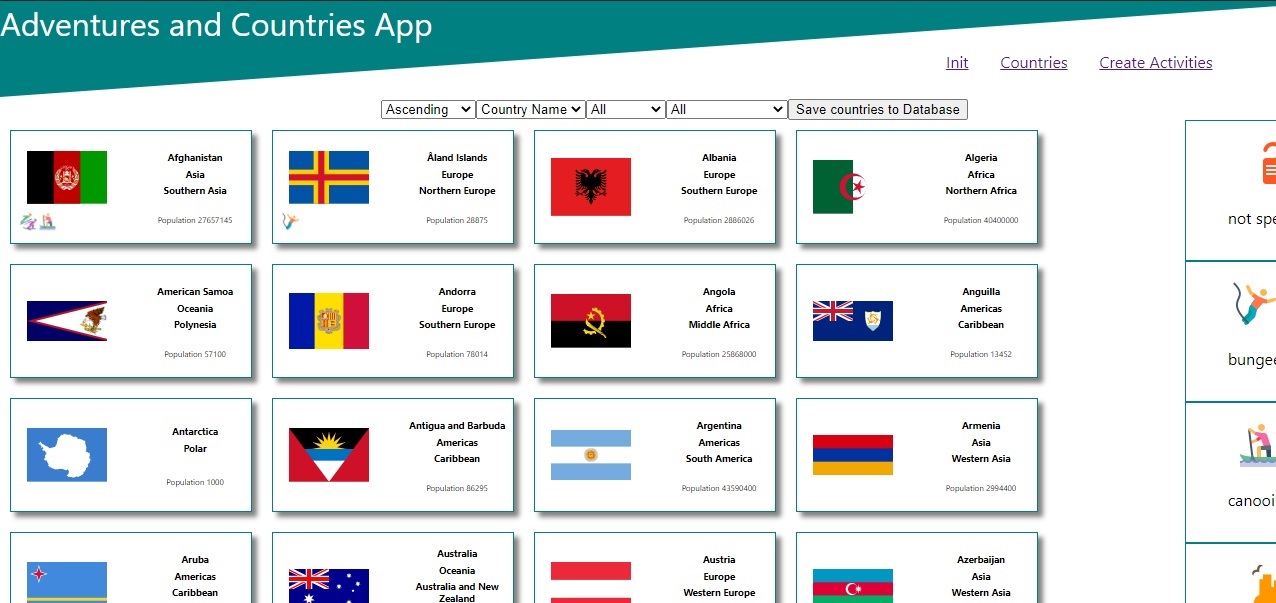 Adventures and Countries App
Init Countries Create Activities
Ascending Country Name All All Save countries to Database
Afghanistan
Asia
Southern Asia
Population 27657145
Åland Islands
Europe
Northern Europe
Population 28875
Albania
Europe
Southern Europe
Population 2886026
Algeria
Africa
Northern Africa
Population 40400000
American Samoa
Oceania
Polynesia
Population 57100
Andorra
Europe
Southern Europe
Population 78014
Angola
Africa
Middle Africa
Population 25868000
Anguilla
Americas
Caribbean
Population 13452
Antarctica
Polar
Population 1000
Antigua and Barbuda
Americas
Caribbean
Population 86295
Argentina
Americas
South America
Population 43590400
Armenia
Asia
Western Asia
Population 2994400
Aruba
Americas
Caribbean
Australia
Oceania
Australia and New
Zealand
Austria
Europe
Western Europe
Azerbaijan
Asia
Western Asia
not spe
bungee
canooi